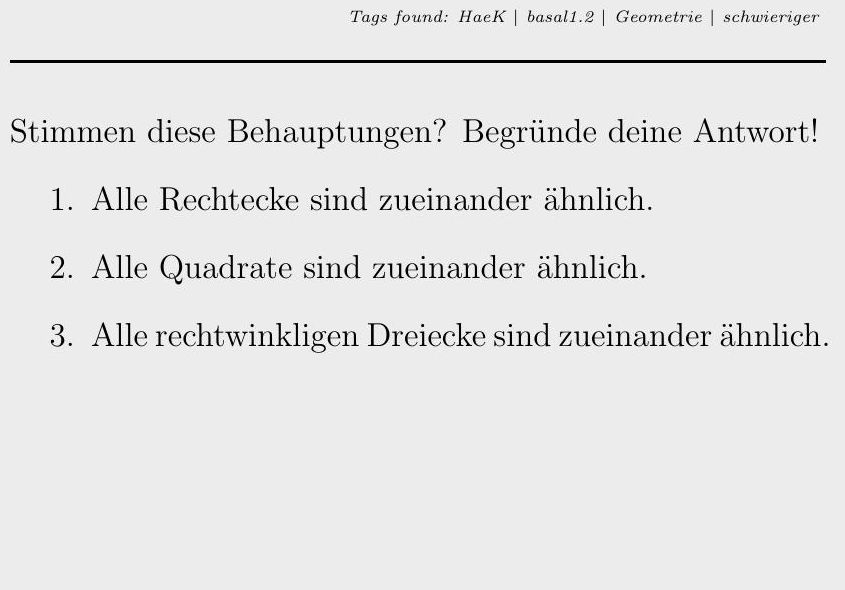 Tags found: HaeK | basal1.2 | Geometrie | schwieriger
Stimmen diese Behauptungen? Begründe deine Antwort!
1. Alle Rechtecke sind zueinander ähnlich.
2. Alle Quadrate sind zueinander ähnlich.
3. Alle rechtwinkligen Dreiecke sind zueinander ähnlich.